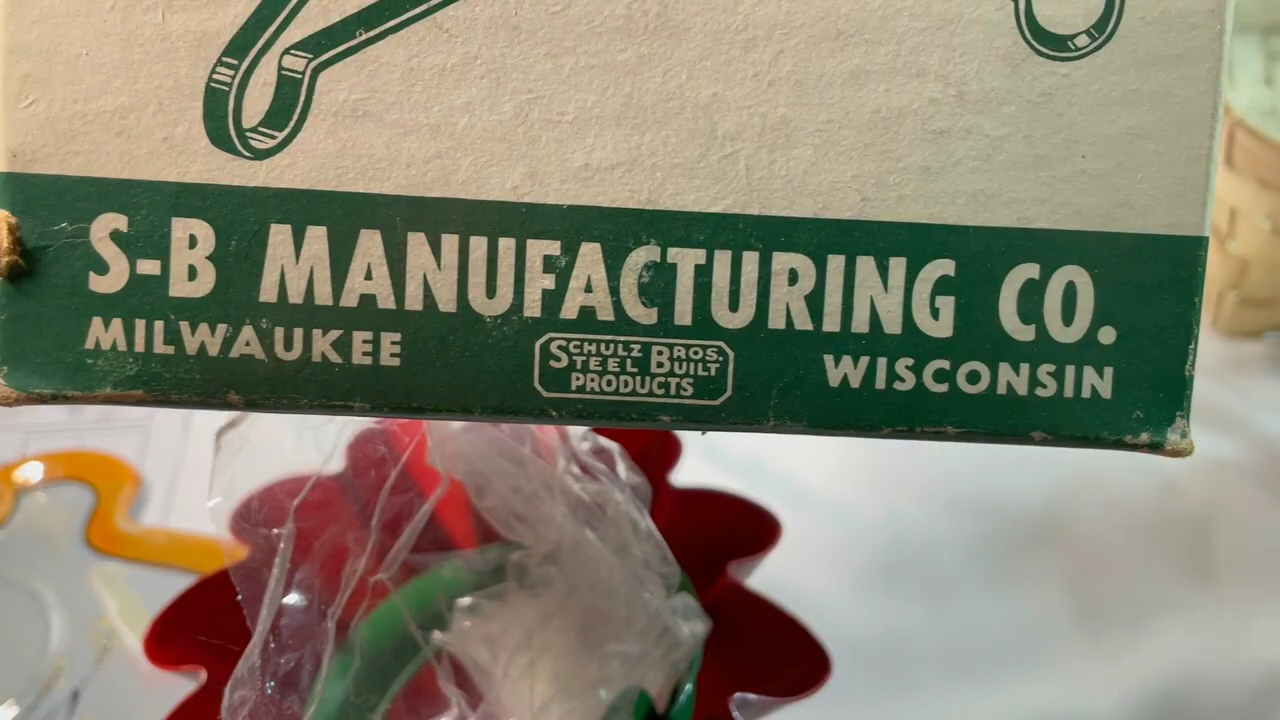 S-B MANUFACTURING CO.
MILWAUKEE
SCHULZ BROS.
STEEL BUILT
PRODUCTS
WISCONSIN